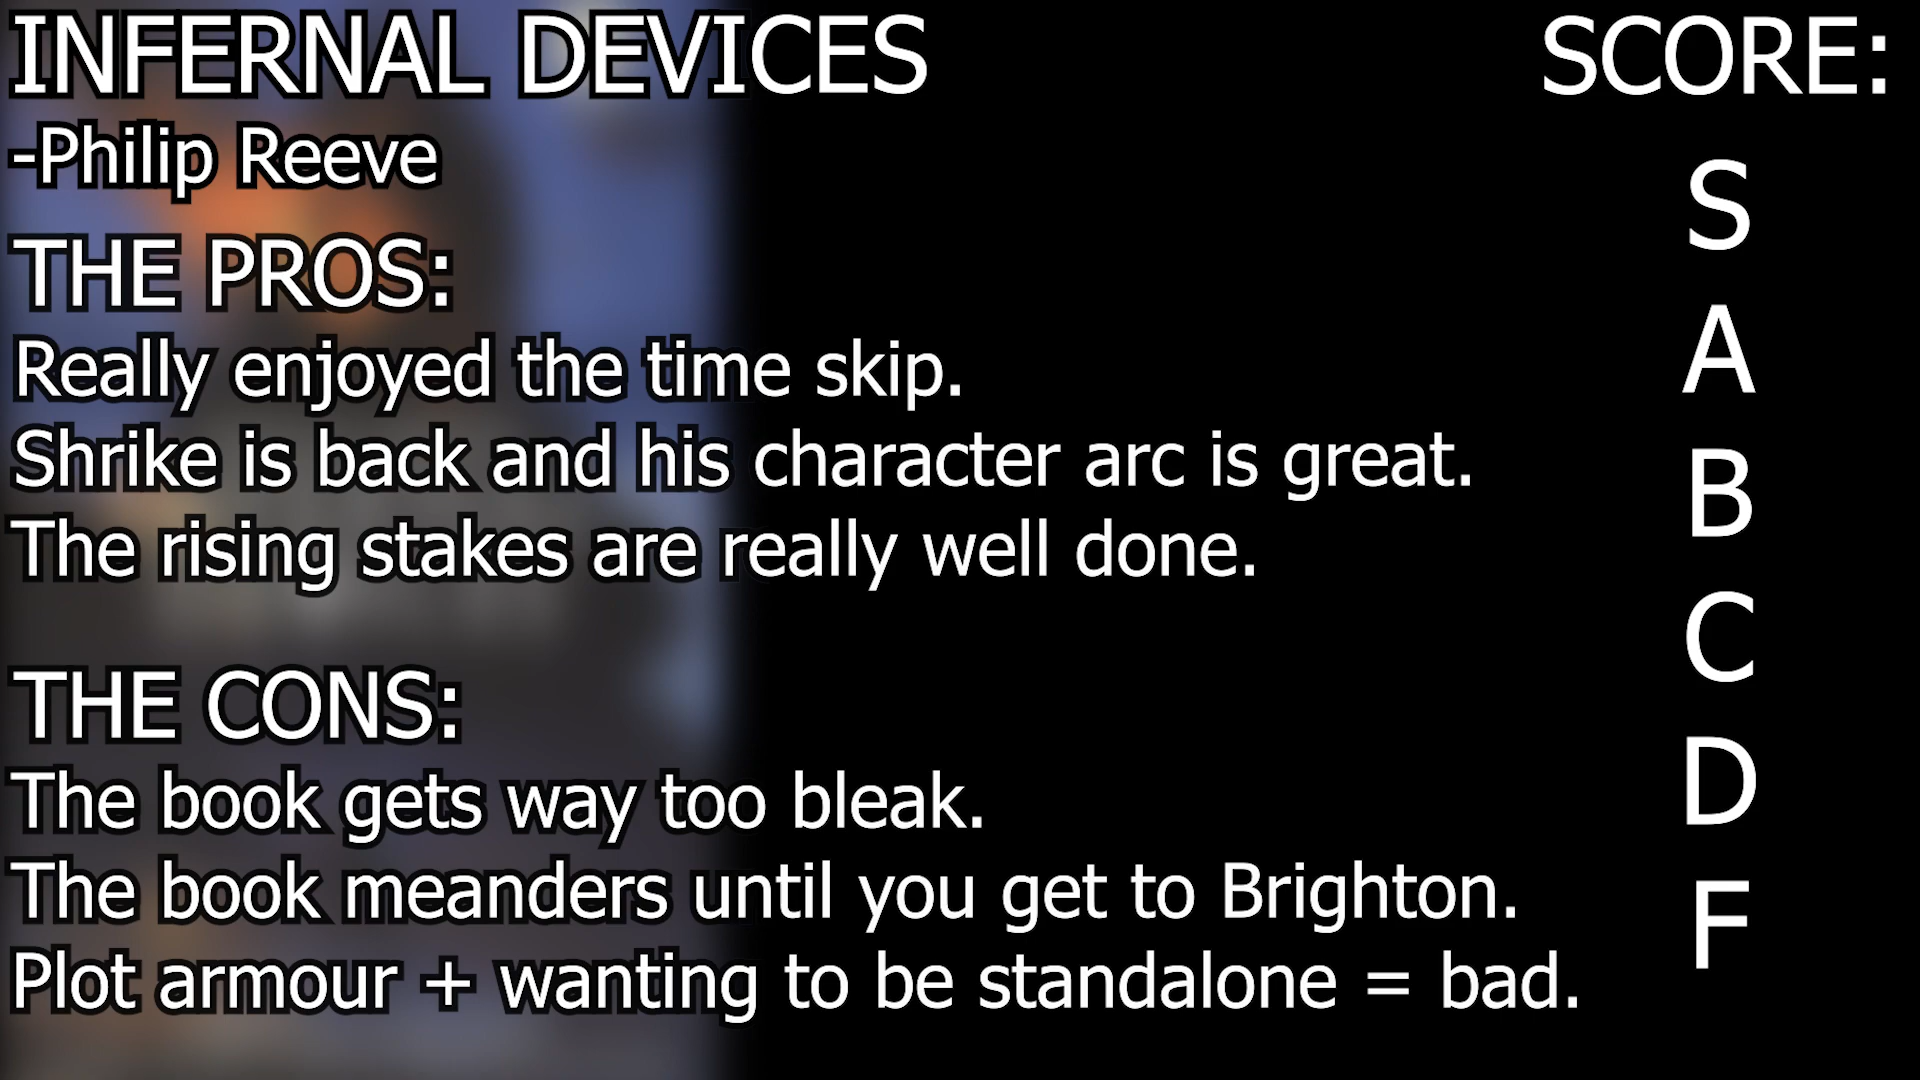 INFERNAL DEVICES
-Philip Reeve
THE PROS:
Really enjoyed the time skip.
Shrike is back and his character arc is great.
The rising stakes are really well done.
THE CONS:
The book gets way too bleak.
The book meanders until you get to Brighton.
Plot armour + wanting to be standalone = bad.
SCORE:
S
A
B
C
D
F